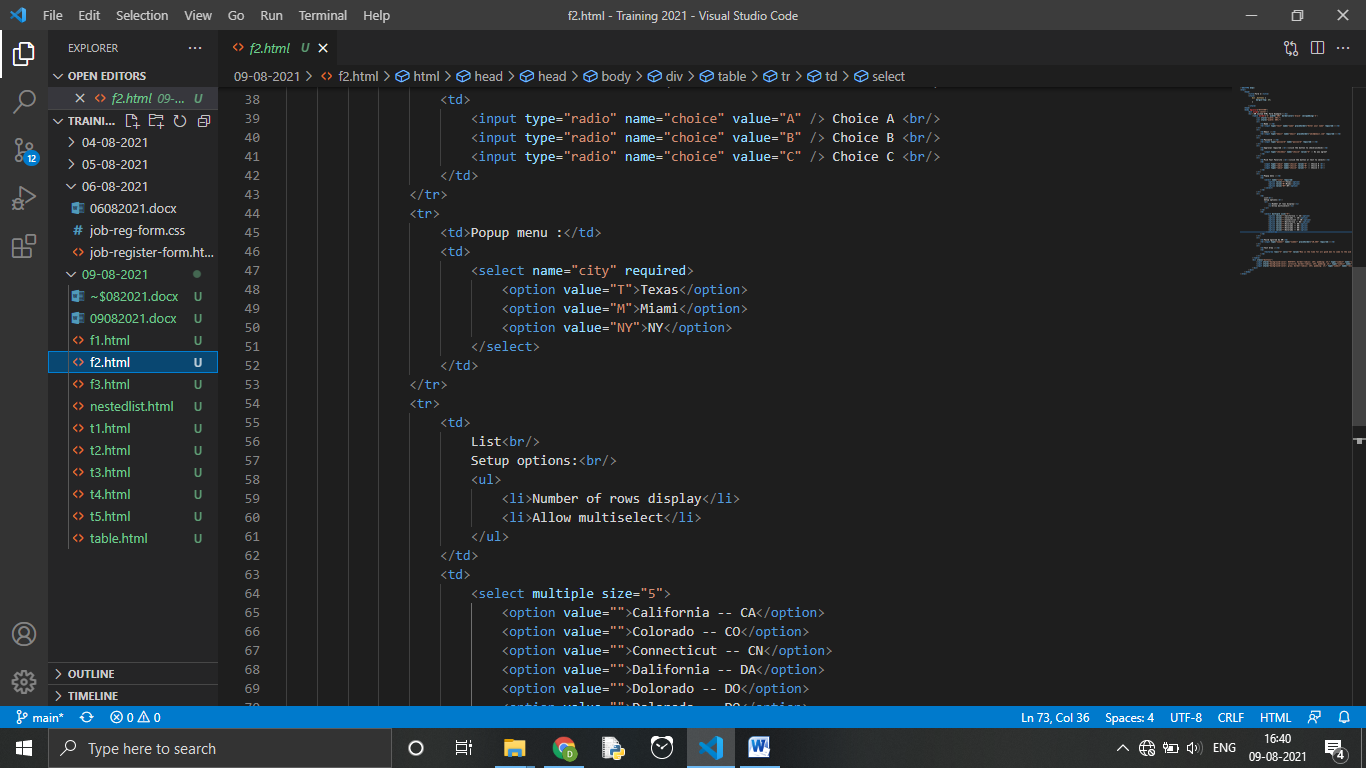 File Edit Selection View Go Run Terminal Help f2.html - Training 2021 - Visual Studio Code
EXPLORER
OPEN EDITORS
f2.html 09-... U
TRAINI...
04-08-2021
05-08-2021
06-08-2021
06082021.docx
job-reg-form.css
job-register-form.ht...
09-08-2021
~$082021.docx U
09082021.docx U
f1.html U
f2.html U
f3.html U
nestedlist.html U
t1.html U
t2.html U
t3.html U
t4.html U
t5.html U
table.html U
OUTLINE
TIMELINE
12
f2.html U
09-08-2021 > f2.html > html > head > head > body > div > table > tr > td > select
38 <td>
39 <input type="radio" name="choice" value="A" /> Choice A <br/>
40 <input type="radio" name="choice" value="B" /> Choice B <br/>
41 <input type="radio" name="choice" value="C" /> Choice C <br/>
42 </td>
43 </tr>
44 <tr>
45 <td>Popup menu :</td>
46 <td>
47 <select name="city" required>
48 <option value="T">Texas</option>
49 <option value="M">Miami</option>
50 <option value="NY">NY</option>
51 </select>
52 </td>
53 </tr>
54 <tr>
55 <td>
56 List<br/>
57 Setup options:<br/>
58 <ul>
59 <li>Number of rows display</li>
60 <li>Allow multiselect</li>
61 </ul>
62 </td>
63 <td>
64 <select multiple size="5">
65 <option value="">California -- CA</option>
66 <option value="">Colorado -- CO</option>
67 <option value="">Connecticut -- CN</option>
68 <option value="">Dalifornia -- DA</option>
69 <option value="">Dolorado -- DO</option>
main* 0 0 Ln 73, Col 36 Spaces: 4 UTF-8 CRLF HTML
Type here to search
ENG
16:40
09-08-2021
4